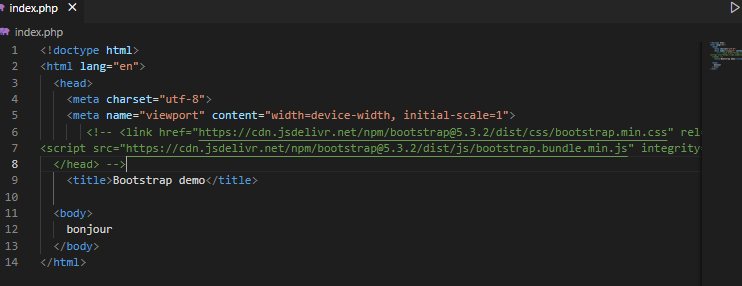 index.php
index.php
1 <!doctype html>
2 <html lang="en">
3 <head>
4 <meta charset="utf-8">
5 <meta name="viewport" content="width=device-width, initial-scale=1">
6 <!-- <link href="https://cdn.jsdelivr.net/npm/bootstrap@5.3.2/dist/css/bootstrap.min.css" rel
7 <script src="https://cdn.jsdelivr.net/npm/bootstrap@5.3.2/dist/js/bootstrap.bundle.min.js" integrity=
8 </head> -->
9 <title>Bootstrap demo</title>
10
11 <body>
12 bonjour
13 </body>
14 </html>